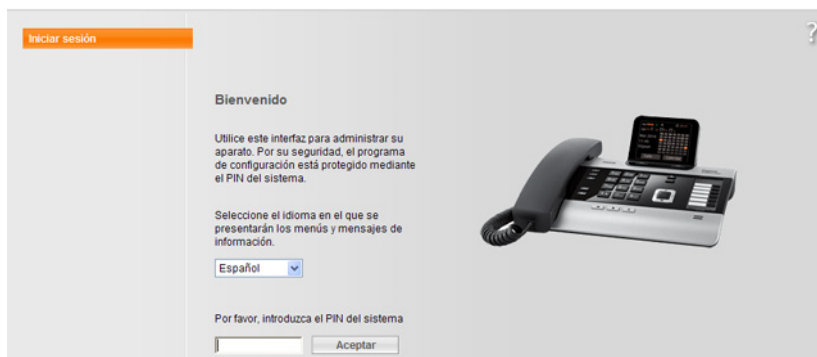 Iniciar sesión
?
Bienvenido
Utilice este interfaz para administrar su
aparato. Por su seguridad, el programa
de configuración está protegido mediante
el PIN del sistema.
Seleccione el idioma en el que se
presentarán los menús y mensajes de
información.
Español
Por favor, introduzca el PIN del sistema
Aceptar